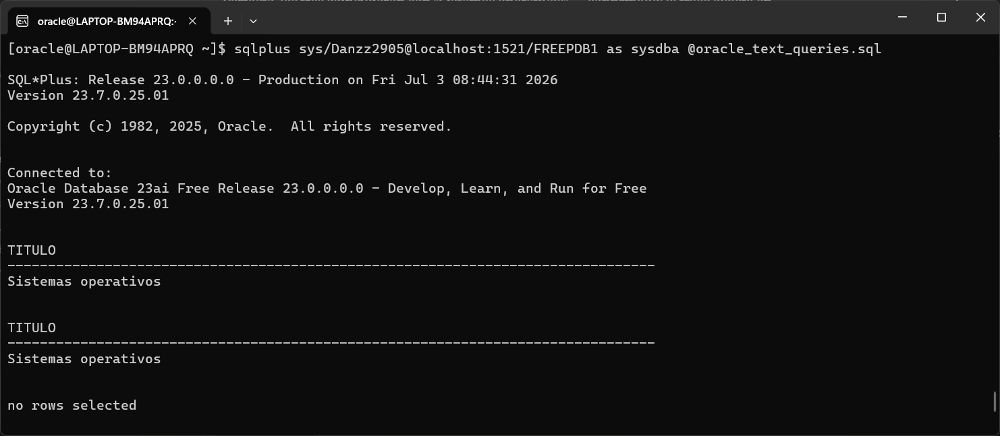 oracle@LAPTOP-BM94APRQ:~
[oracle@LAPTOP-BM94APRQ ~]$ sqlplus sys/Danzz2905@localhost:1521/FREEPDB1 as sysdba @oracle_text_queries.sql
SQL*Plus: Release 23.0.0.0.0 - Production on Fri Jul 3 08:44:31 2026
Version 23.7.0.25.01
Copyright (c) 1982, 2025, Oracle.  All rights reserved.
Connected to:
Oracle Database 23ai Free Release 23.0.0.0.0 - Develop, Learn, and Run for Free
Version 23.7.0.25.01
TITULO
--------------------------------------------------------------------------------
Sistemas operativos
TITULO
--------------------------------------------------------------------------------
Sistemas operativos
no rows selected